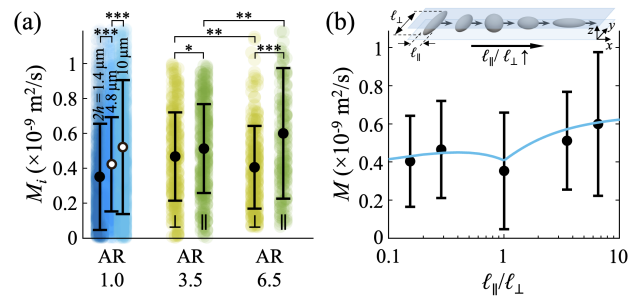 (a)
***
***
**
**
*
***
2h = 1.4 μm
4.8 μm
10 μm
1
0.8
0.6
0.4
0.2
0
M_i (×10^-9 m²/s)
⊥ ∥ ⊥ ∥
AR AR AR
1.0 3.5 6.5
(b)
ℓ⊥
ℓ∥
ℓ∥/ℓ⊥ ↑
z y
x
1
0.8
0.6
0.4
0.2
0
M (×10^-9 m²/s)
0.1 1 10
ℓ∥/ℓ⊥